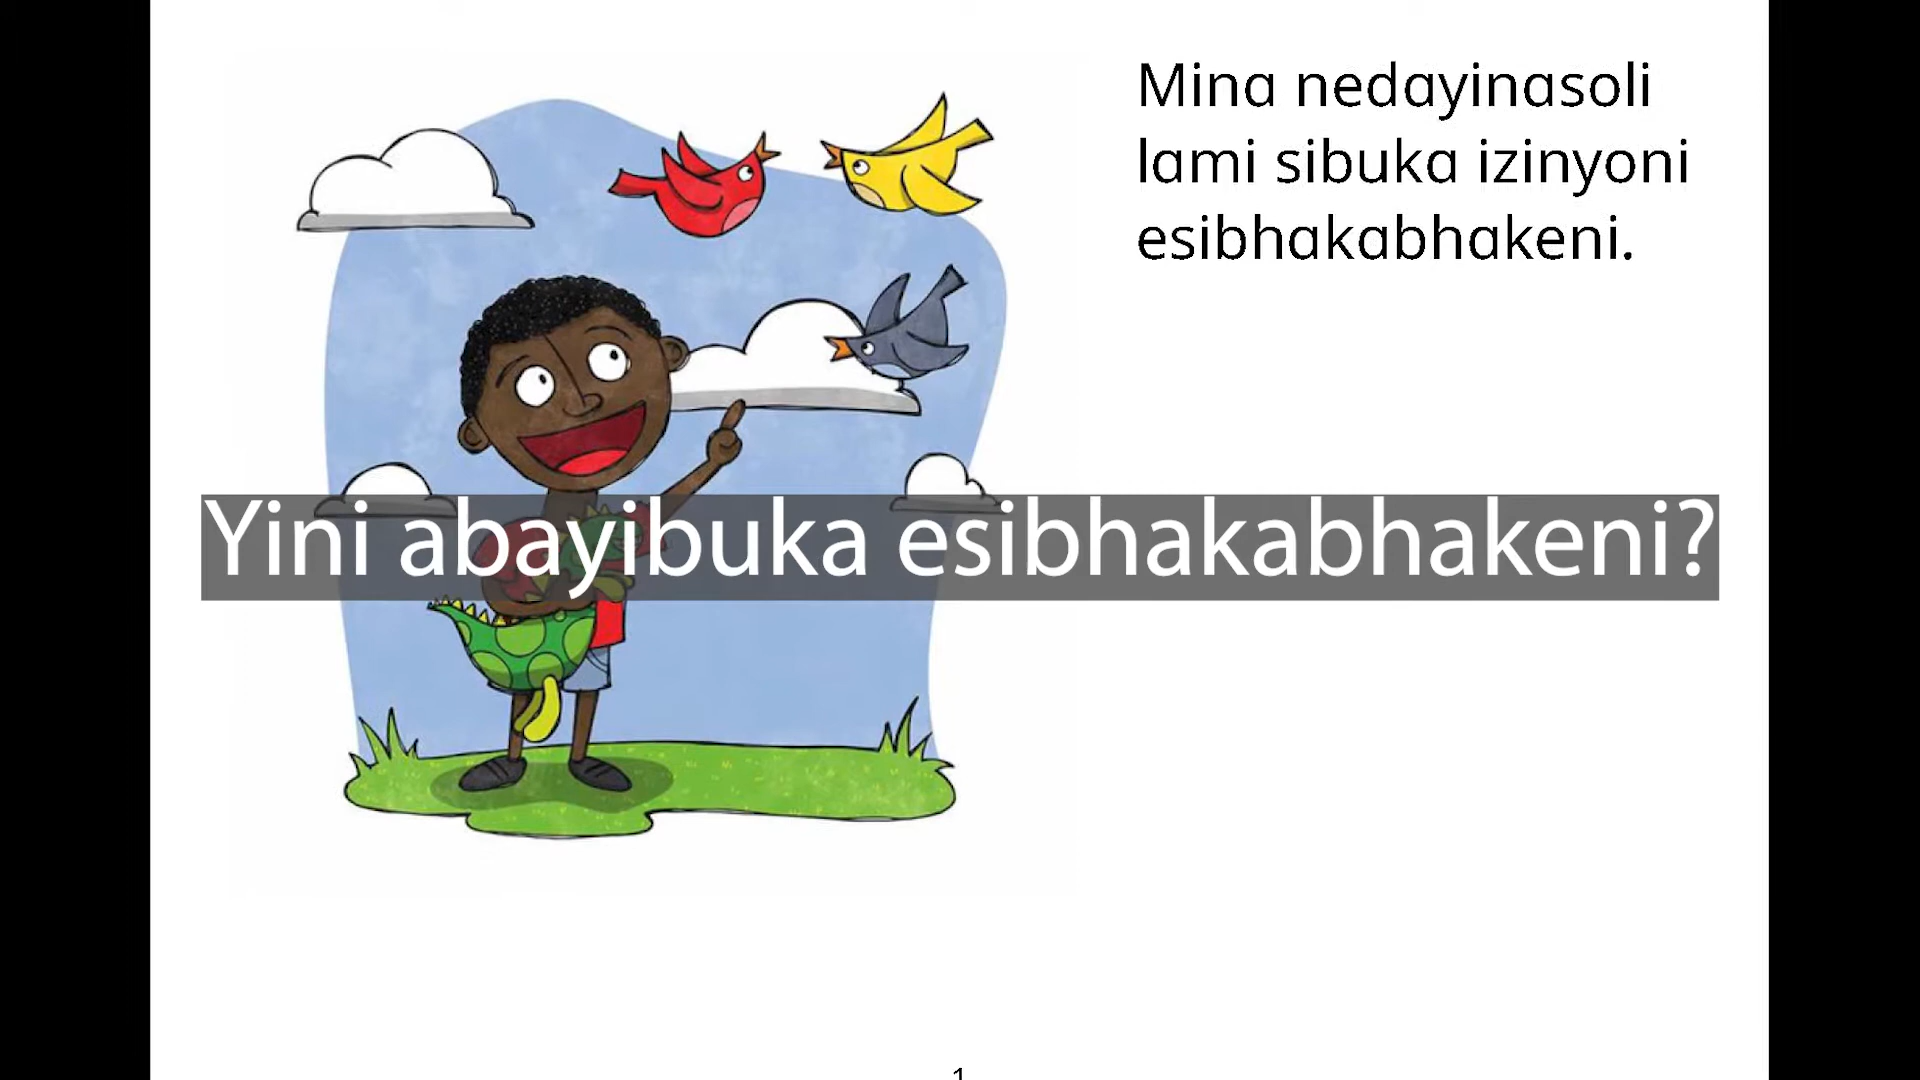 Mina nedayinasoli
lami sibuka izinyoni
esibhakabhakeni.
Yini abayibuka esibhakabhakeni?
1